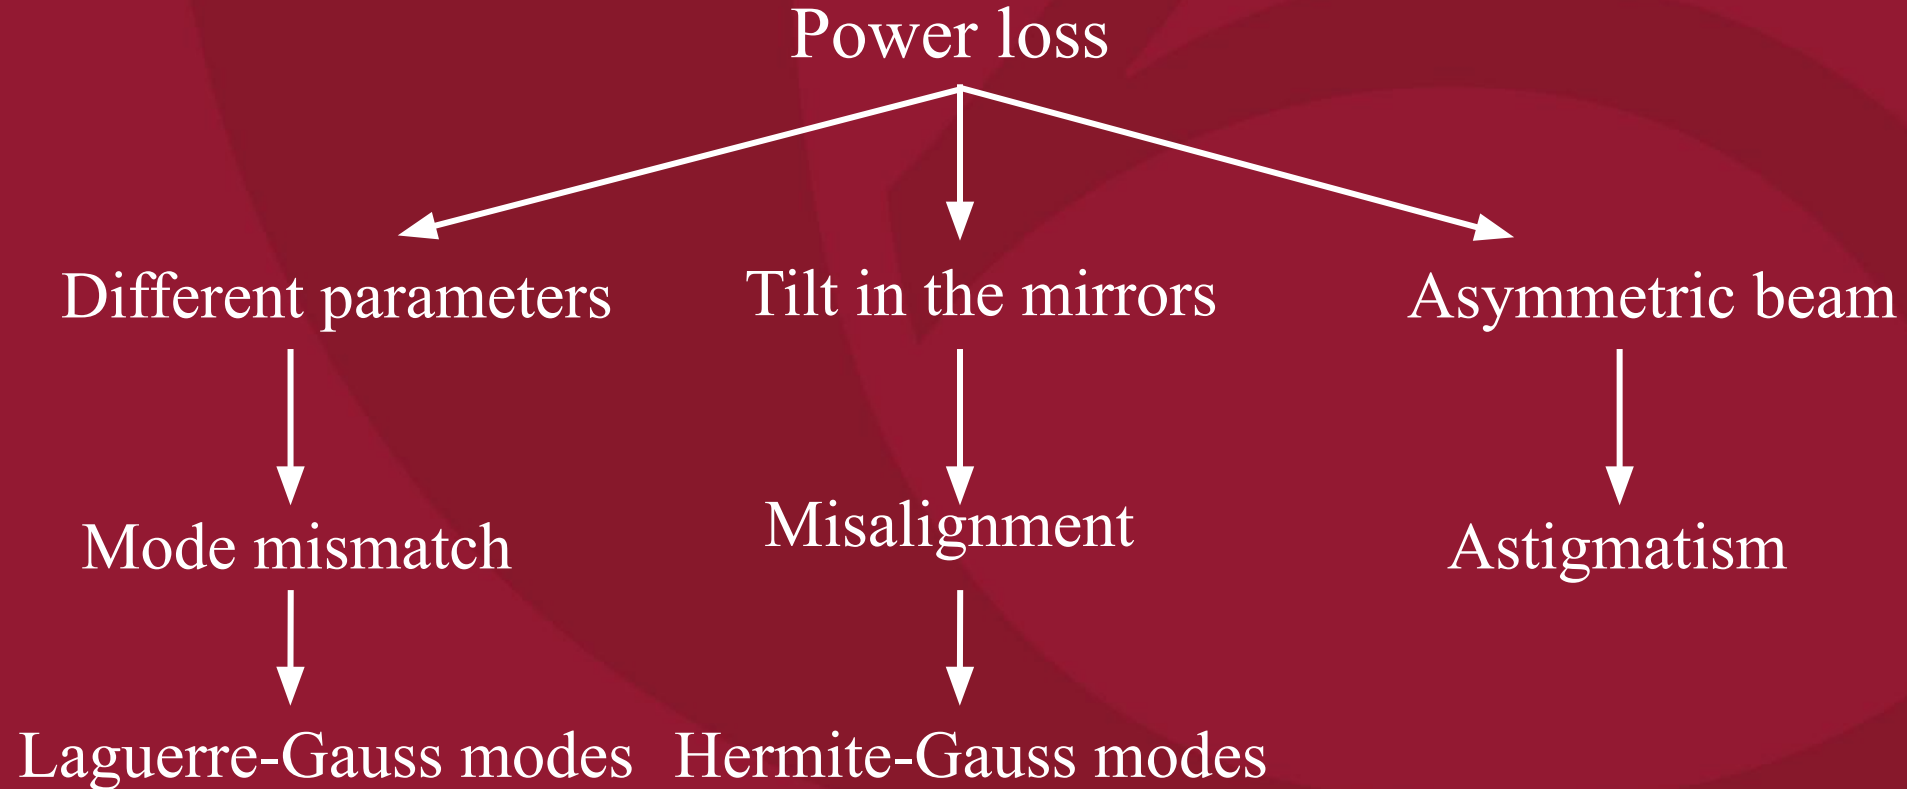 Power loss
Different parameters
Tilt in the mirrors
Asymmetric beam
Mode mismatch
Misalignment
Astigmatism
Laguerre-Gauss modes
Hermite-Gauss modes